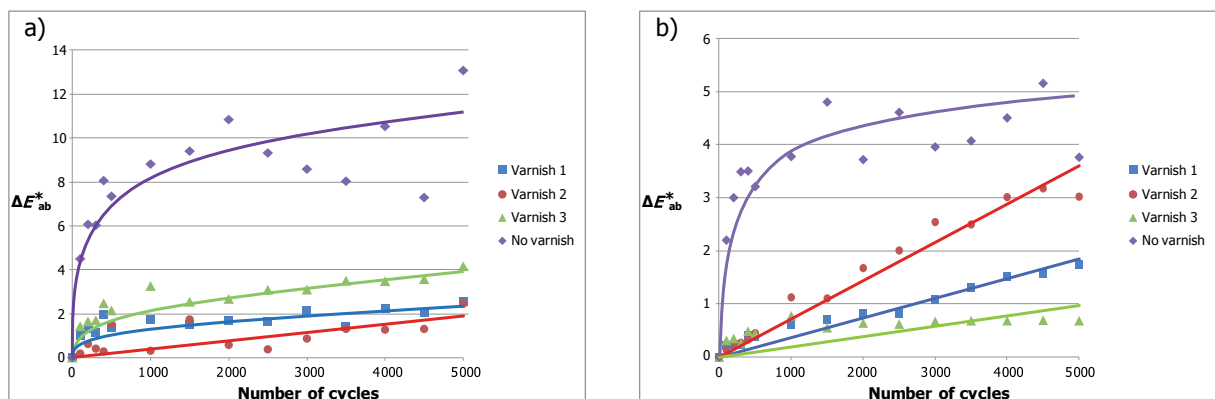 a)
14
12
10
8
6
4
2
0
ΔE*ab
0 1000 2000 3000 4000 5000
Number of cycles
Varnish 1
Varnish 2
Varnish 3
No varnish
b)
6
5
4
3
2
1
0
ΔE*ab
0 1000 2000 3000 4000 5000
Number of cycles
Varnish 1
Varnish 2
Varnish 3
No varnish